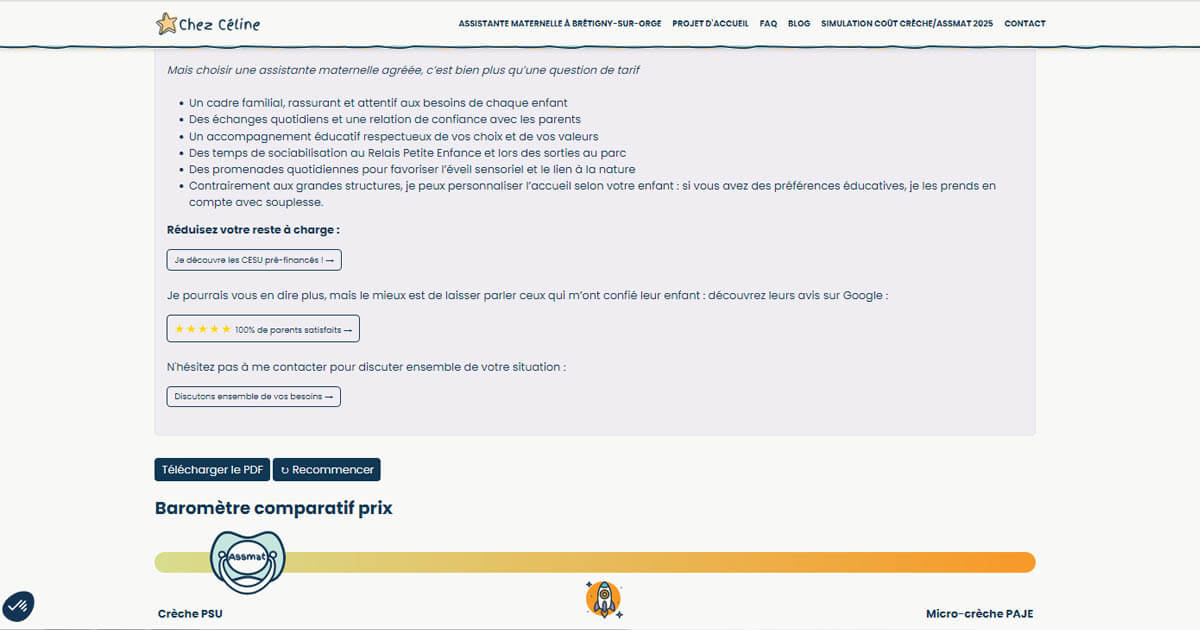 Chez Céline
ASSISTANTE MATERNELLE À BRÉTIGNY-SUR-ORGE PROJET D'ACCUEIL FAQ BLOG SIMULATION COÛT CRÈCHE/ASSMAT 2025 CONTACT
Mais choisir une assistante maternelle agréée, c'est bien plus qu'une question de tarif
• Un cadre familial, rassurant et attentif aux besoins de chaque enfant
• Des échanges quotidiens et une relation de confiance avec les parents
• Un accompagnement éducatif respectueux de vos choix et de vos valeurs
• Des temps de sociabilisation au Relais Petite Enfance et lors des sorties au parc
• Des promenades quotidiennes pour favoriser l'éveil sensoriel et le lien à la nature
• Contrairement aux grandes structures, je peux personnaliser l'accueil selon votre enfant : si vous avez des préférences éducatives, je les prends en
compte avec souplesse.
Réduisez votre reste à charge :
Je découvre les CESU pré-financés ! →
Je pourrais vous en dire plus, mais le mieux est de laisser parler ceux qui m'ont confié leur enfant : découvrez leurs avis sur Google :
★★★★★ 100% de parents satisfaits →
N'hésitez pas à me contacter pour discuter ensemble de votre situation :
Discutons ensemble de vos besoins →
Télécharger le PDF ↻ Recommencer
Baromètre comparatif prix
Assmat
Crèche PSU Micro-crèche PAJE